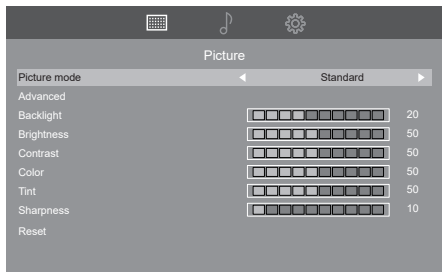 Picture
Picture mode Standard
Advanced
Backlight 20
Brightness 50
Contrast 50
Color 50
Tint 50
Sharpness 10
Reset